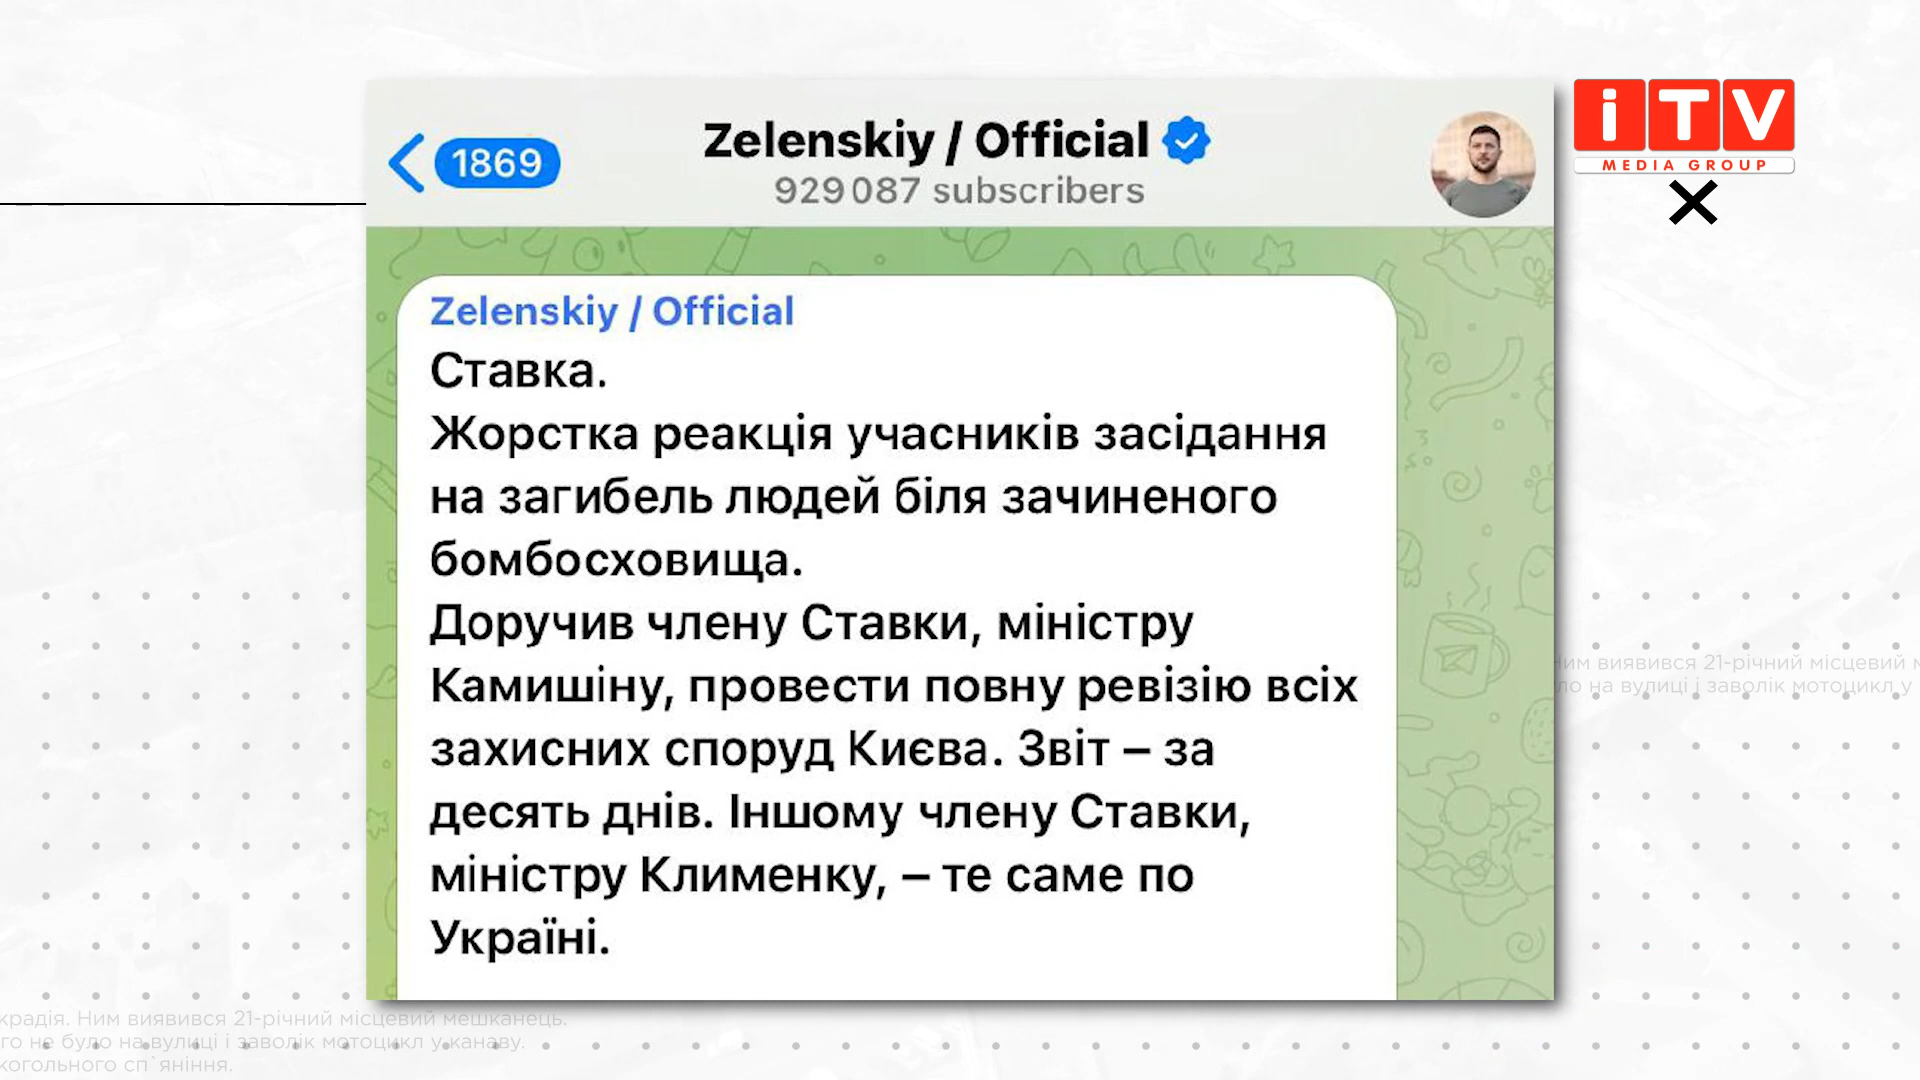 iTV
MEDIA GROUP
1869
Zelenskiy / Official
929 087 subscribers
Zelenskiy / Official
Ставка.
Жорстка реакція учасників засідання
на загибель людей біля зачиненого
бомбосховища.
Доручив члену Ставки, міністру
Камишіну, провести повну ревізію всіх
захисних споруд Києва. Звіт – за
десять днів. Іншому члену Ставки,
міністру Клименку, – те саме по
Україні.
Ним виявився 21-річний місцевий
на вулиці і заволік мотоцикл у
крадія. Ним виявився 21-річний місцевий мешканець.
го не було на вулиці і заволік мотоцикл у канаву.
когольного сп`яніння.